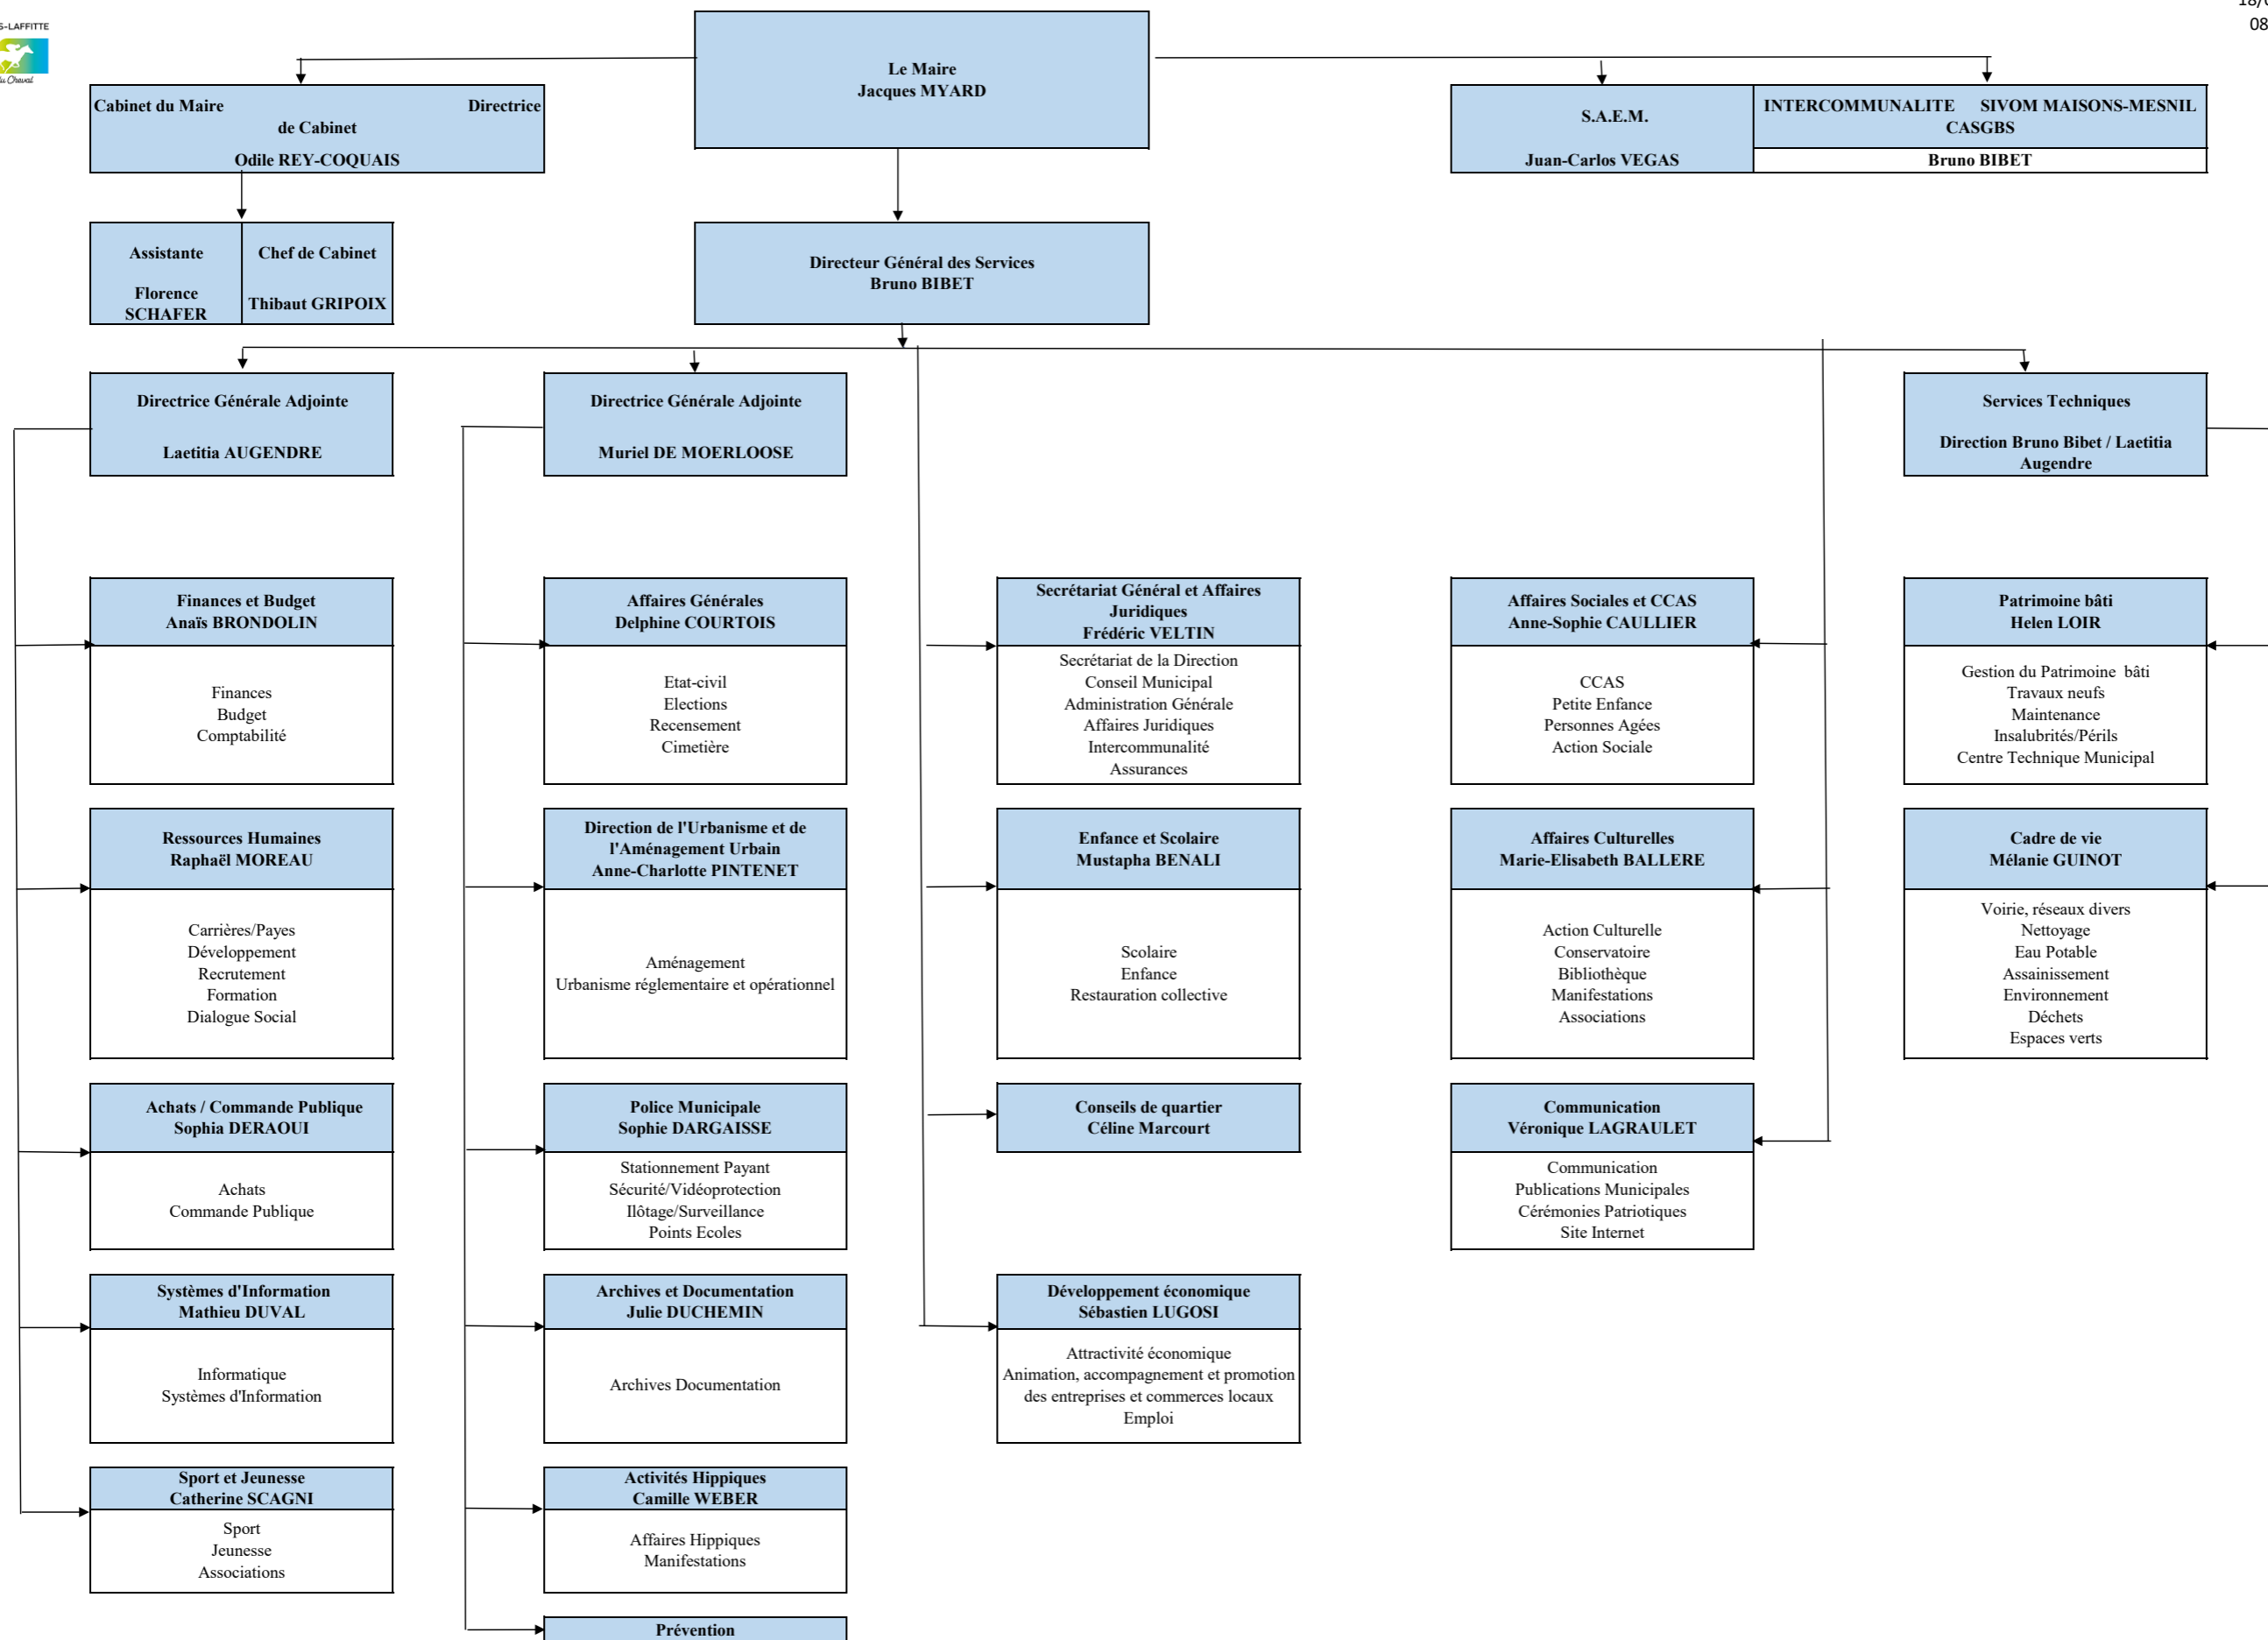 S-LAFFITTE
du Cheval
18/0
08
Le Maire
Jacques MYARD
Cabinet du Maire Directrice
de Cabinet
Odile REY-COQUAIS
S.A.E.M.
Juan-Carlos VEGAS
INTERCOMMUNALITE SIVOM MAISONS-MESNIL
CASGBS
Bruno BIBET
Assistante
Florence
SCHAFER
Chef de Cabinet
Thibaut GRIPOIX
Directeur Général des Services
Bruno BIBET
Directrice Générale Adjointe
Laetitia AUGENDRE
Directrice Générale Adjointe
Muriel DE MOERLOOSE
Services Techniques
Direction Bruno Bibet / Laetitia
Augendre
Finances et Budget
Anaïs BRONDOLIN
Finances
Budget
Comptabilité
Affaires Générales
Delphine COURTOIS
Etat-civil
Elections
Recensement
Cimetière
Secrétariat Général et Affaires
Juridiques
Frédéric VELTIN
Secrétariat de la Direction
Conseil Municipal
Administration Générale
Affaires Juridiques
Intercommunalité
Assurances
Affaires Sociales et CCAS
Anne-Sophie CAULLIER
CCAS
Petite Enfance
Personnes Agées
Action Sociale
Patrimoine bâti
Helen LOIR
Gestion du Patrimoine bâti
Travaux neufs
Maintenance
Insalubrités/Périls
Centre Technique Municipal
Ressources Humaines
Raphaël MOREAU
Carrières/Payes
Développement
Recrutement
Formation
Dialogue Social
Direction de l'Urbanisme et de
l'Aménagement Urbain
Anne-Charlotte PINTENET
Aménagement
Urbanisme réglementaire et opérationnel
Enfance et Scolaire
Mustapha BENALI
Scolaire
Enfance
Restauration collective
Affaires Culturelles
Marie-Elisabeth BALLERE
Action Culturelle
Conservatoire
Bibliothèque
Manifestations
Associations
Cadre de vie
Mélanie GUINOT
Voirie, réseaux divers
Nettoyage
Eau Potable
Assainissement
Environnement
Déchets
Espaces verts
Achats / Commande Publique
Sophia DERAOUI
Achats
Commande Publique
Police Municipale
Sophie DARGAISSE
Stationnement Payant
Sécurité/Vidéoprotection
Ilôtage/Surveillance
Points Ecoles
Conseils de quartier
Céline Marcourt
Communication
Véronique LAGRAULET
Communication
Publications Municipales
Cérémonies Patriotiques
Site Internet
Systèmes d'Information
Mathieu DUVAL
Informatique
Systèmes d'Information
Archives et Documentation
Julie DUCHEMIN
Archives Documentation
Développement économique
Sébastien LUGOSI
Attractivité économique
Animation, accompagnement et promotion
des entreprises et commerces locaux
Emploi
Sport et Jeunesse
Catherine SCAGNI
Sport
Jeunesse
Associations
Activités Hippiques
Camille WEBER
Affaires Hippiques
Manifestations
Prévention